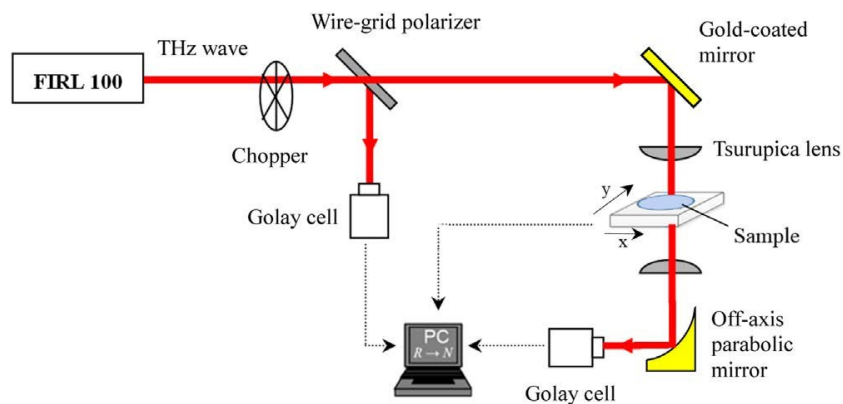 Wire-grid polarizer
Gold-coated
mirror
THz wave
FIRL 100
Chopper
Tsurupica lens
y
Golay cell
x
Sample
PC
R → N
Off-axis
parabolic
mirror
Golay cell